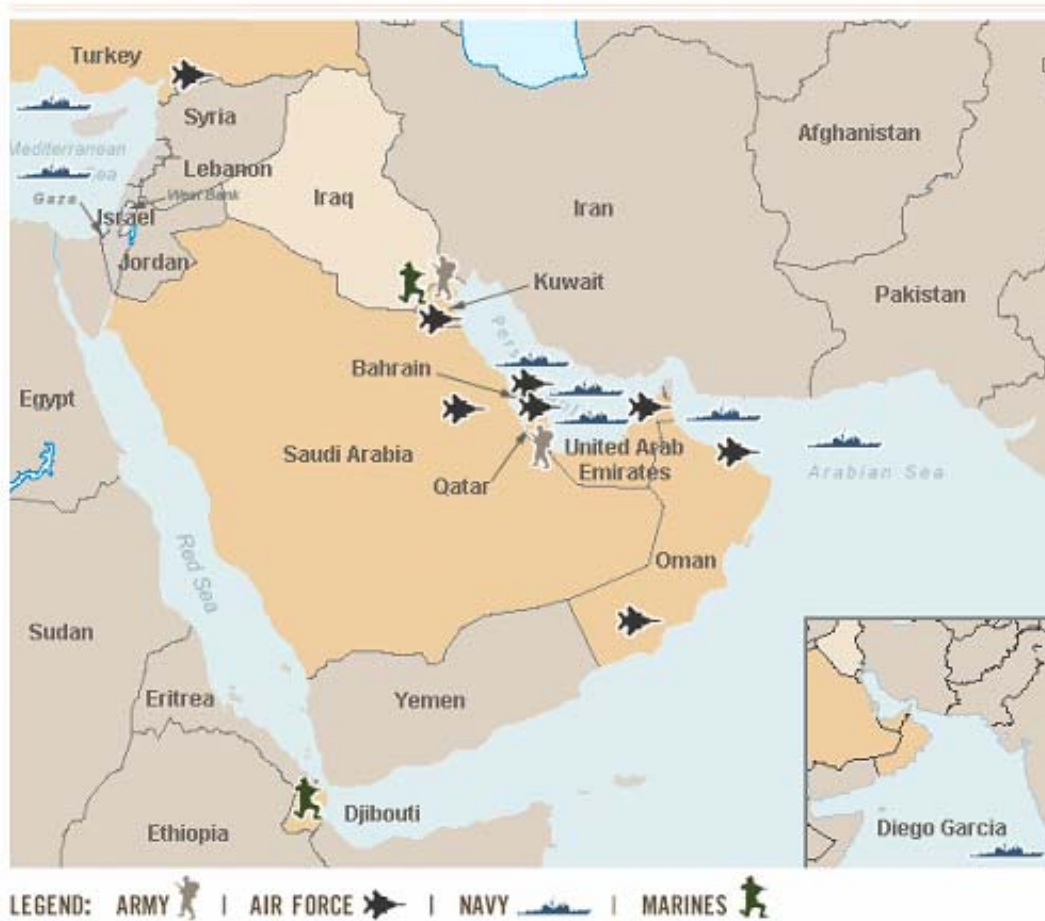 Turkey
Syria
Afghanistan
Mediterranean
Sea
Lebanon
West Bank
Gaza
Israel
Iraq
Iran
Jordan
Kuwait
Pakistan
Bahrain
Egypt
Saudi Arabia
United Arab
Emirates
Arabian Sea
Qatar
Red Sea
Oman
Sudan
Eritrea
Yemen
Djibouti
Ethiopia
Diego Garcia
LEGEND: ARMY | AIR FORCE | NAVY | MARINES